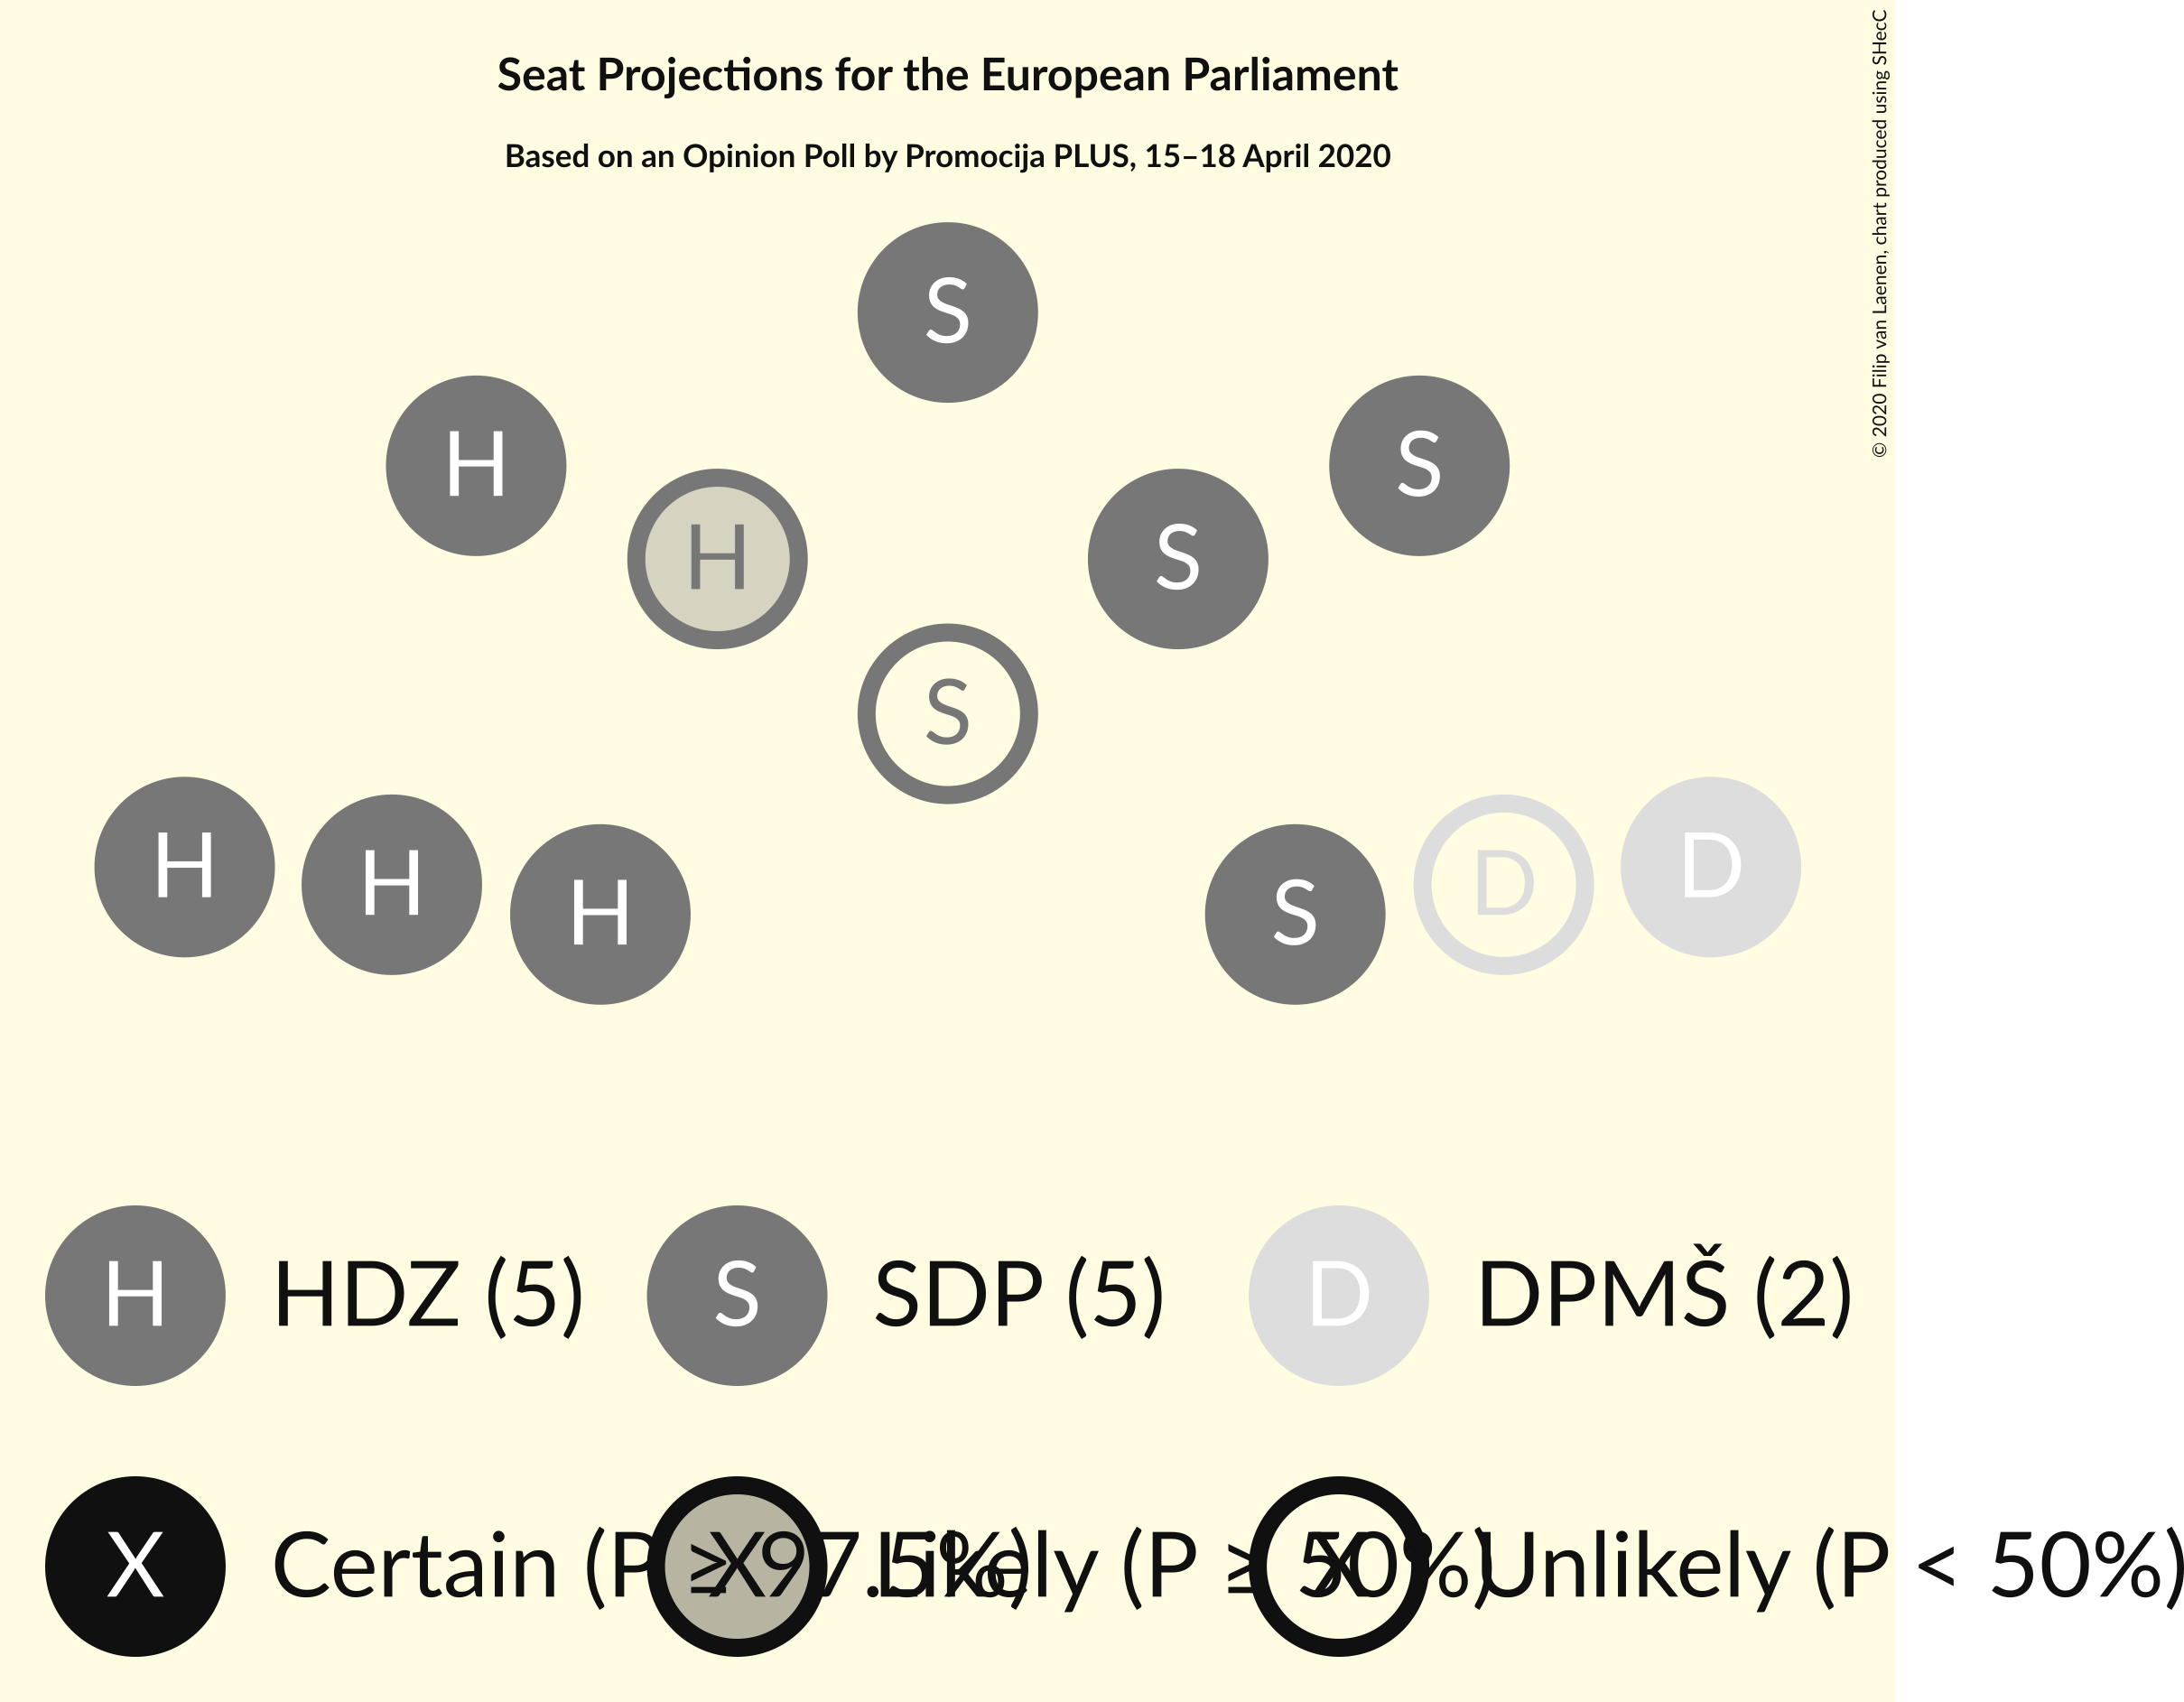 Seat Projections for the European Parliament
Based on an Opinion Poll by Promocija PLUS, 15–18 April 2020
© 2020 Filip van Laenen, chart produced using SHecC
S
H
S
H
S
S
H
H
H
S
D
D
H HDZ (5) S SDP (5) D DPMŠ (2)
X Certain (P ≥ 97.5%) X Likely (P ≥ 50%) X Unlikely (P < 50%)